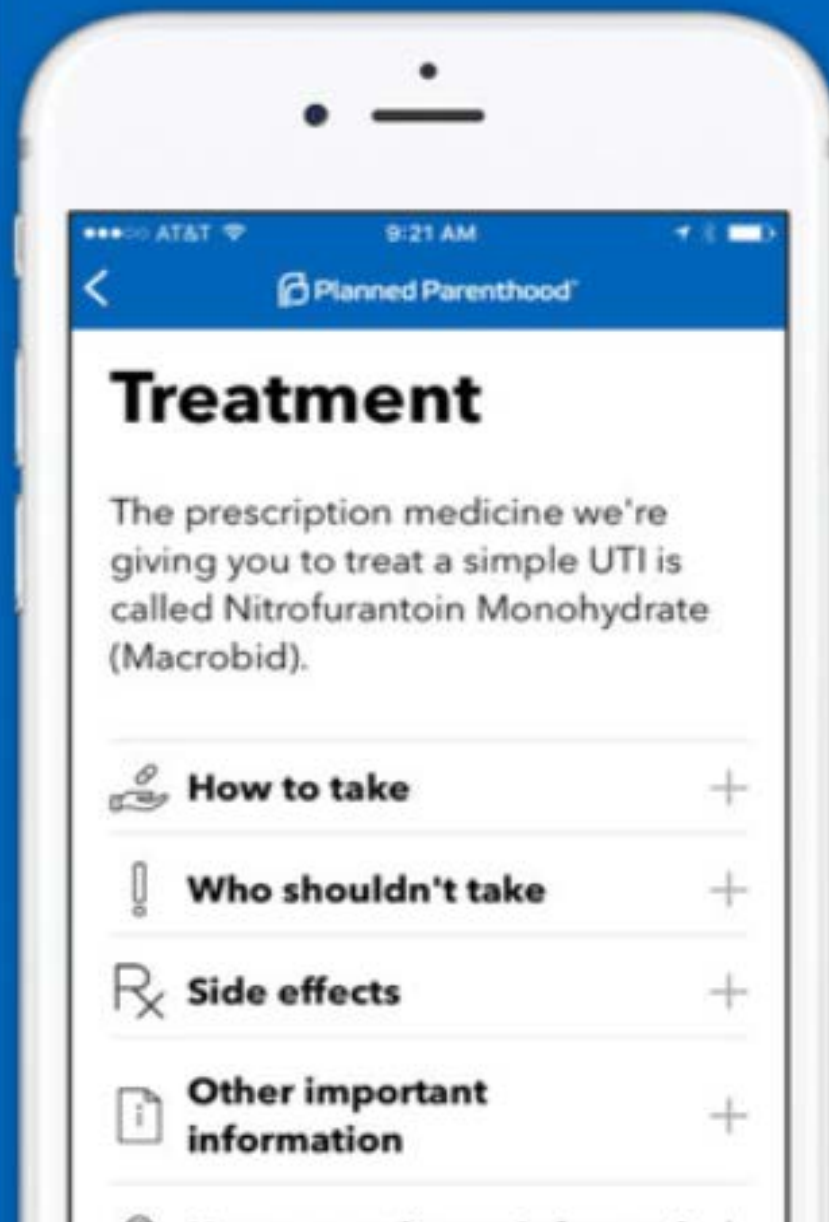 AT&T 9:21 AM
Planned Parenthood
Treatment
The prescription medicine we're
giving you to treat a simple UTI is
called Nitrofurantoin Monohydrate
(Macrobid).
How to take
Who shouldn't take
Rx Side effects
Other important
information